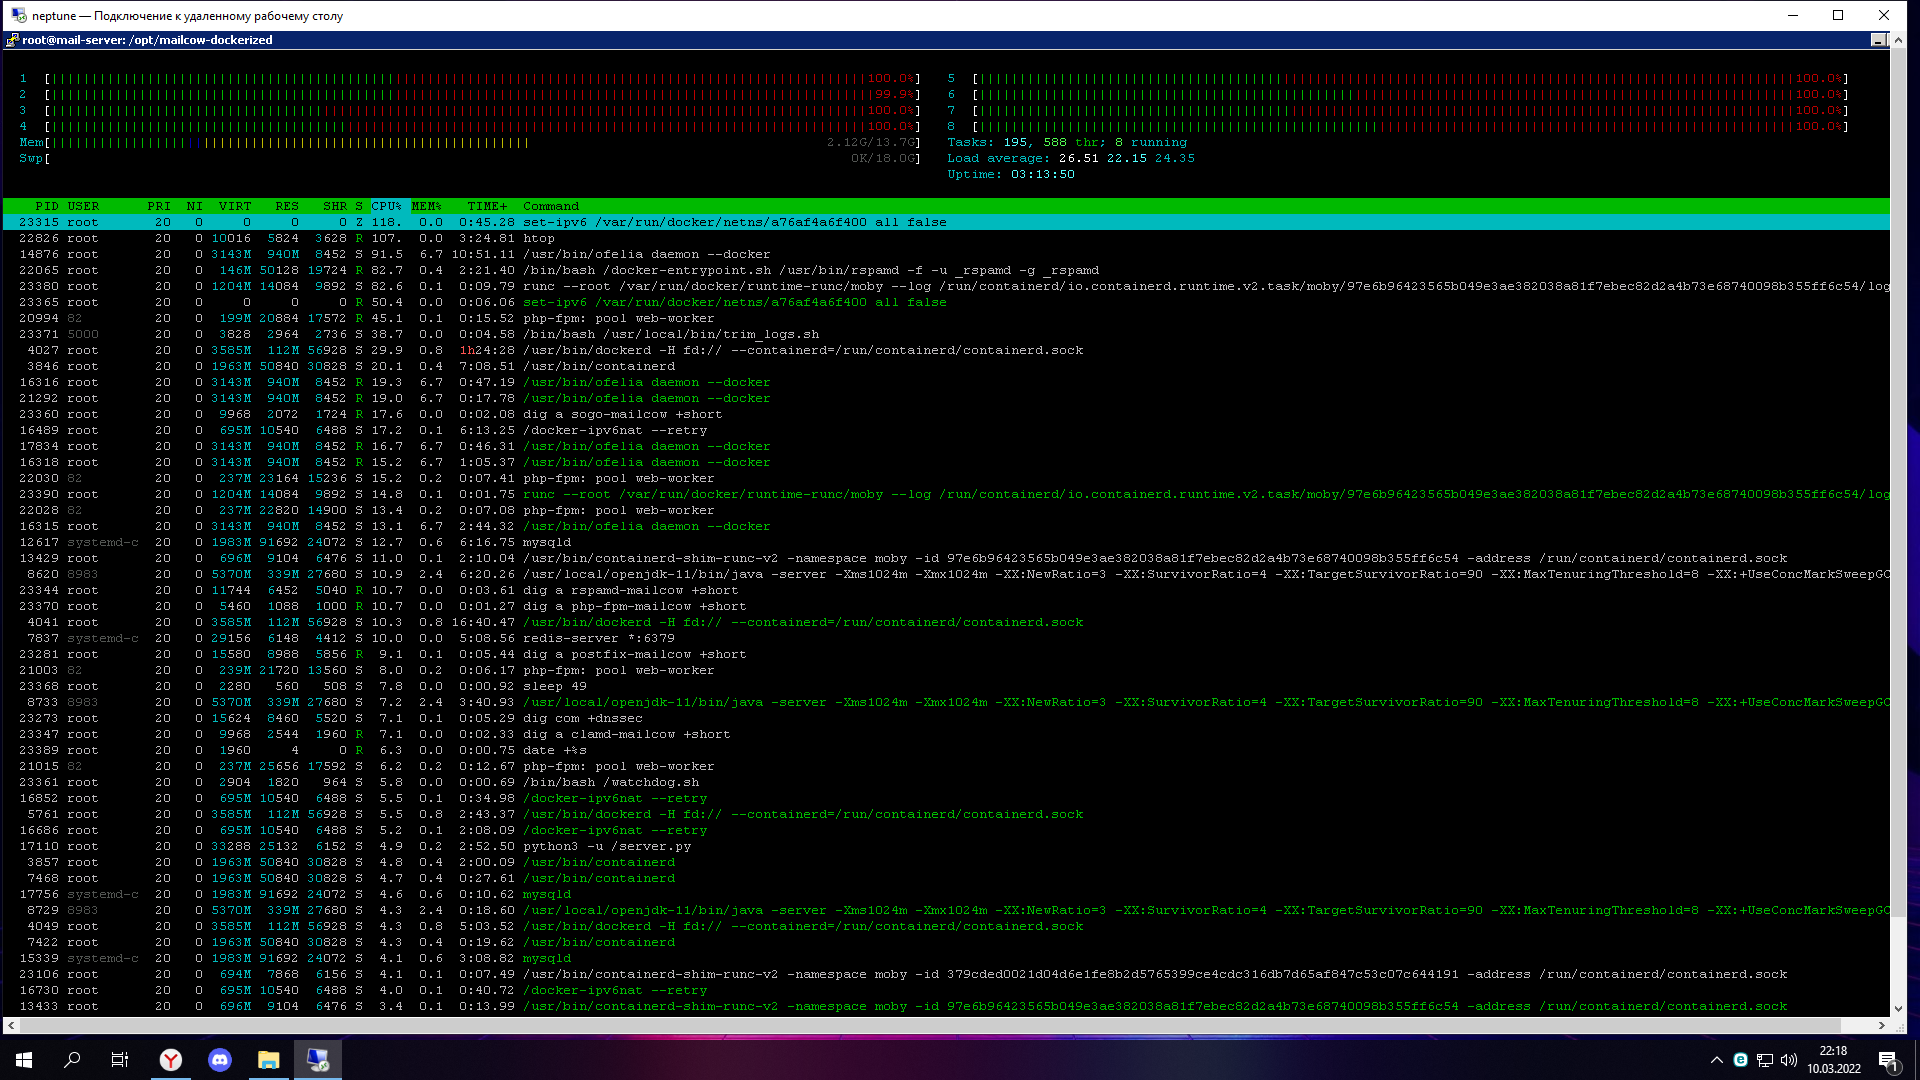 neptune — Подключение к удаленному рабочему столу
root@mail-server: /opt/mailcow-dockerized
1 [100.0%] 5 [100.0%]
2 [99.9%] 6 [100.0%]
3 [100.0%] 7 [100.0%]
4 [100.0%] 8 [100.0%]
Mem[2.12G/13.7G] Tasks: 195, 588 thr; 8 running
Swp[0K/18.0G] Load average: 26.51 22.15 24.35
Uptime: 03:13:50
PID USER PRI NI VIRT RES SHR S CPU% MEM% TIME+ Command
23315 root 20 0 0 0 0 Z 118. 0.0 0:45.28 set-ipv6 /var/run/docker/netns/a76af4a6f400 all false
22826 root 20 0 10016 5824 3628 R 107. 0.0 3:24.81 htop
14876 root 20 0 3143M 940M 8452 S 91.5 6.7 10:51.11 /usr/bin/ofelia daemon --docker
22065 root 20 0 146M 50128 19724 R 82.7 0.4 2:21.40 /bin/bash /docker-entrypoint.sh /usr/bin/rspamd -f -u _rspamd -g _rspamd
23380 root 20 0 1204M 14084 9892 S 82.6 0.1 0:09.79 runc --root /var/run/docker/runtime-runc/moby --log /run/containerd/io.containerd.runtime.v2.task/moby/97e6b96423565b049e3ae382038a81f7ebec82d2a4b73e68740098b355ff6c54/log
23365 root 20 0 0 0 0 R 50.4 0.0 0:06.06 set-ipv6 /var/run/docker/netns/a76af4a6f400 all false
20994 82 20 0 199M 20884 17572 R 45.1 0.1 0:15.52 php-fpm: pool web-worker
23371 5000 20 0 3828 2964 2736 S 38.7 0.0 0:04.58 /bin/bash /usr/local/bin/trim_logs.sh
4027 root 20 0 3585M 112M 56928 S 29.9 0.8 1h24:28 /usr/bin/dockerd -H fd:// --containerd=/run/containerd/containerd.sock
3846 root 20 0 1963M 50840 30828 S 20.1 0.4 7:08.51 /usr/bin/containerd
16316 root 20 0 3143M 940M 8452 R 19.3 6.7 0:47.19 /usr/bin/ofelia daemon --docker
21292 root 20 0 3143M 940M 8452 R 19.0 6.7 0:17.78 /usr/bin/ofelia daemon --docker
23360 root 20 0 9968 2072 1724 R 17.6 0.0 0:02.08 dig a sogo-mailcow +short
16489 root 20 0 695M 10540 6488 S 17.2 0.1 6:13.25 /docker-ipv6nat --retry
17834 root 20 0 3143M 940M 8452 R 16.7 6.7 0:46.31 /usr/bin/ofelia daemon --docker
16318 root 20 0 3143M 940M 8452 R 15.2 6.7 1:05.37 /usr/bin/ofelia daemon --docker
22030 82 20 0 237M 23164 15236 S 15.2 0.2 0:07.41 php-fpm: pool web-worker
23390 root 20 0 1204M 14084 9892 S 14.8 0.1 0:01.75 runc --root /var/run/docker/runtime-runc/moby --log /run/containerd/io.containerd.runtime.v2.task/moby/97e6b96423565b049e3ae382038a81f7ebec82d2a4b73e68740098b355ff6c54/log
22028 82 20 0 237M 22820 14900 S 13.4 0.2 0:07.08 php-fpm: pool web-worker
16315 root 20 0 3143M 940M 8452 S 13.1 6.7 2:44.32 /usr/bin/ofelia daemon --docker
12617 systemd-c 20 0 1983M 91692 24072 S 12.7 0.6 6:16.75 mysqld
13429 root 20 0 696M 9104 6476 S 11.0 0.1 2:10.04 /usr/bin/containerd-shim-runc-v2 -namespace moby -id 97e6b96423565b049e3ae382038a81f7ebec82d2a4b73e68740098b355ff6c54 -address /run/containerd/containerd.sock
8620 8983 20 0 5370M 339M 27680 S 10.9 2.4 6:20.26 /usr/local/openjdk-11/bin/java -server -Xms1024m -Xmx1024m -XX:NewRatio=3 -XX:SurvivorRatio=4 -XX:TargetSurvivorRatio=90 -XX:MaxTenuringThreshold=8 -XX:+UseConcMarkSweepGC
23344 root 20 0 11744 6452 5040 R 10.7 0.0 0:03.61 dig a rspamd-mailcow +short
23370 root 20 0 5460 1088 1000 R 10.7 0.0 0:01.27 dig a php-fpm-mailcow +short
4041 root 20 0 3585M 112M 56928 S 10.3 0.8 16:40.47 /usr/bin/dockerd -H fd:// --containerd=/run/containerd/containerd.sock
7837 systemd-c 20 0 29156 6148 4412 S 10.0 0.0 5:08.56 redis-server *:6379
23281 root 20 0 15580 8988 5856 R 9.1 0.1 0:05.44 dig a postfix-mailcow +short
21003 82 20 0 239M 21720 13560 S 8.0 0.2 0:06.17 php-fpm: pool web-worker
23368 root 20 0 2280 560 508 S 7.8 0.0 0:00.92 sleep 49
8733 8983 20 0 5370M 339M 27680 S 7.2 2.4 3:40.93 /usr/local/openjdk-11/bin/java -server -Xms1024m -Xmx1024m -XX:NewRatio=3 -XX:SurvivorRatio=4 -XX:TargetSurvivorRatio=90 -XX:MaxTenuringThreshold=8 -XX:+UseConcMarkSweepGC
23273 root 20 0 15624 8460 5520 R 7.1 0.1 0:05.29 dig com +dnssec
23347 root 20 0 9968 2544 1960 R 7.1 0.0 0:02.33 dig a clamd-mailcow +short
23389 root 20 0 1960 4 0 R 6.3 0.0 0:00.75 date +%s
21015 82 20 0 237M 25656 17592 S 6.2 0.2 0:12.67 php-fpm: pool web-worker
23361 root 20 0 2904 1820 964 S 5.8 0.0 0:00.69 /bin/bash /watchdog.sh
16852 root 20 0 695M 10540 6488 S 5.5 0.1 0:34.98 /docker-ipv6nat --retry
5761 root 20 0 3585M 112M 56928 S 5.5 0.8 2:43.37 /usr/bin/dockerd -H fd:// --containerd=/run/containerd/containerd.sock
16686 root 20 0 695M 10540 6488 S 5.2 0.1 2:08.09 /docker-ipv6nat --retry
17110 root 20 0 33288 25132 6152 S 4.9 0.2 2:52.50 python3 -u /server.py
3857 root 20 0 1963M 50840 30828 S 4.8 0.4 2:00.09 /usr/bin/containerd
7468 root 20 0 1963M 50840 30828 S 4.7 0.4 0:27.61 /usr/bin/containerd
17756 systemd-c 20 0 1983M 91692 24072 S 4.6 0.6 0:10.62 mysqld
8729 8983 20 0 5370M 339M 27680 S 4.3 2.4 0:18.60 /usr/local/openjdk-11/bin/java -server -Xms1024m -Xmx1024m -XX:NewRatio=3 -XX:SurvivorRatio=4 -XX:TargetSurvivorRatio=90 -XX:MaxTenuringThreshold=8 -XX:+UseConcMarkSweepGC
4049 root 20 0 3585M 112M 56928 S 4.3 0.8 5:03.52 /usr/bin/dockerd -H fd:// --containerd=/run/containerd/containerd.sock
7422 root 20 0 1963M 50840 30828 S 4.3 0.4 0:19.62 /usr/bin/containerd
15339 systemd-c 20 0 1983M 91692 24072 S 4.1 0.6 3:08.82 mysqld
23106 root 20 0 694M 7868 6156 S 4.1 0.1 0:07.49 /usr/bin/containerd-shim-runc-v2 -namespace moby -id 379cded0021d04d6e1fe8b2d5765399ce4cdc316db7d65af847c53c07c644191 -address /run/containerd/containerd.sock
16730 root 20 0 695M 10540 6488 S 4.0 0.1 0:40.72 /docker-ipv6nat --retry
13433 root 20 0 696M 9104 6476 S 3.4 0.1 0:13.99 /usr/bin/containerd-shim-runc-v2 -namespace moby -id 97e6b96423565b049e3ae382038a81f7ebec82d2a4b73e68740098b355ff6c54 -address /run/containerd/containerd.sock
22:18
10.03.2022
1